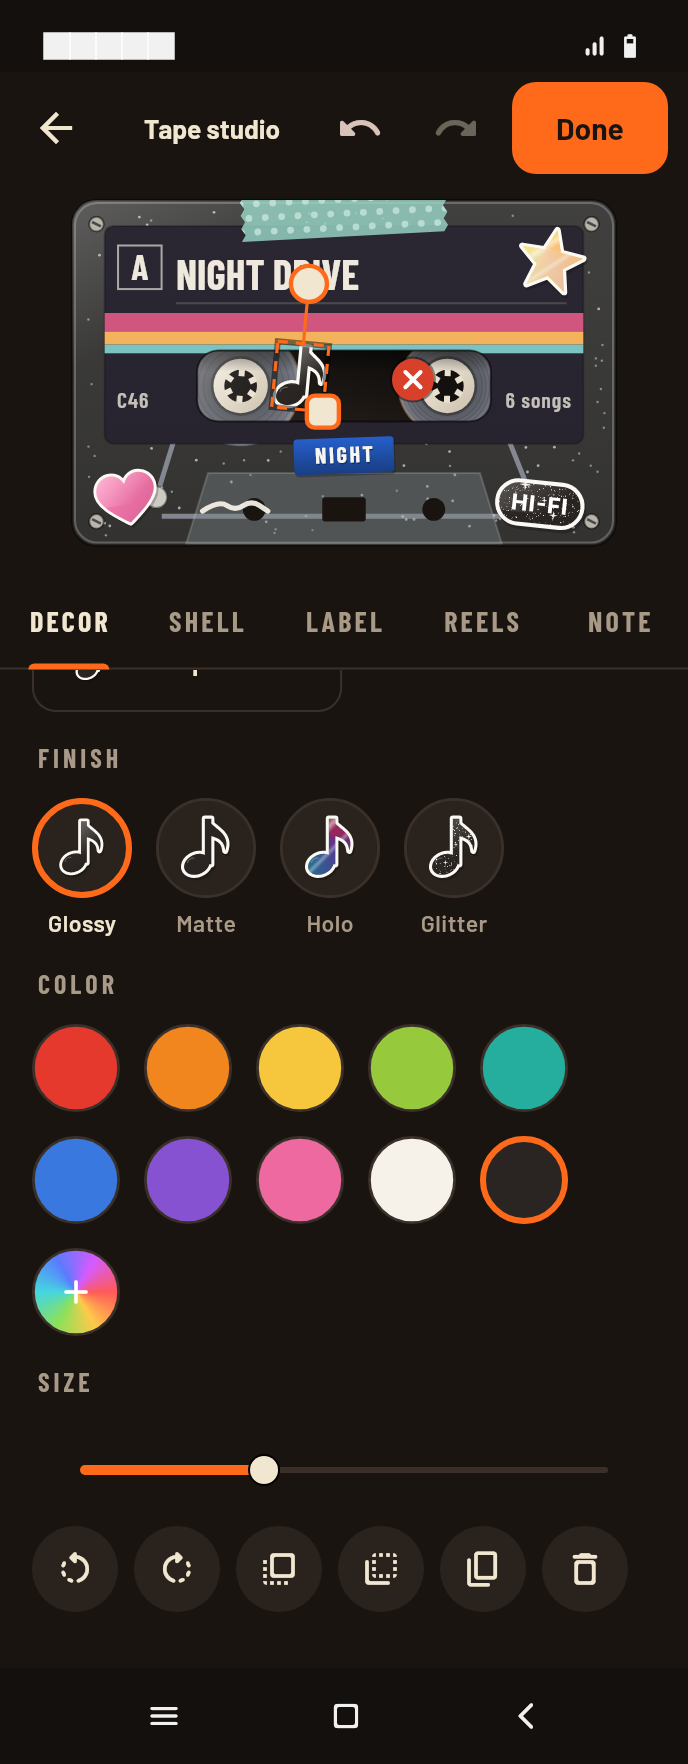 Tape studio
Done
A
NIGHT DRIVE
C46
6 songs
NIGHT
HI-FI
DECOR
SHELL
LABEL
REELS
NOTE
FINISH
Glossy
Matte
Holo
Glitter
COLOR
SIZE